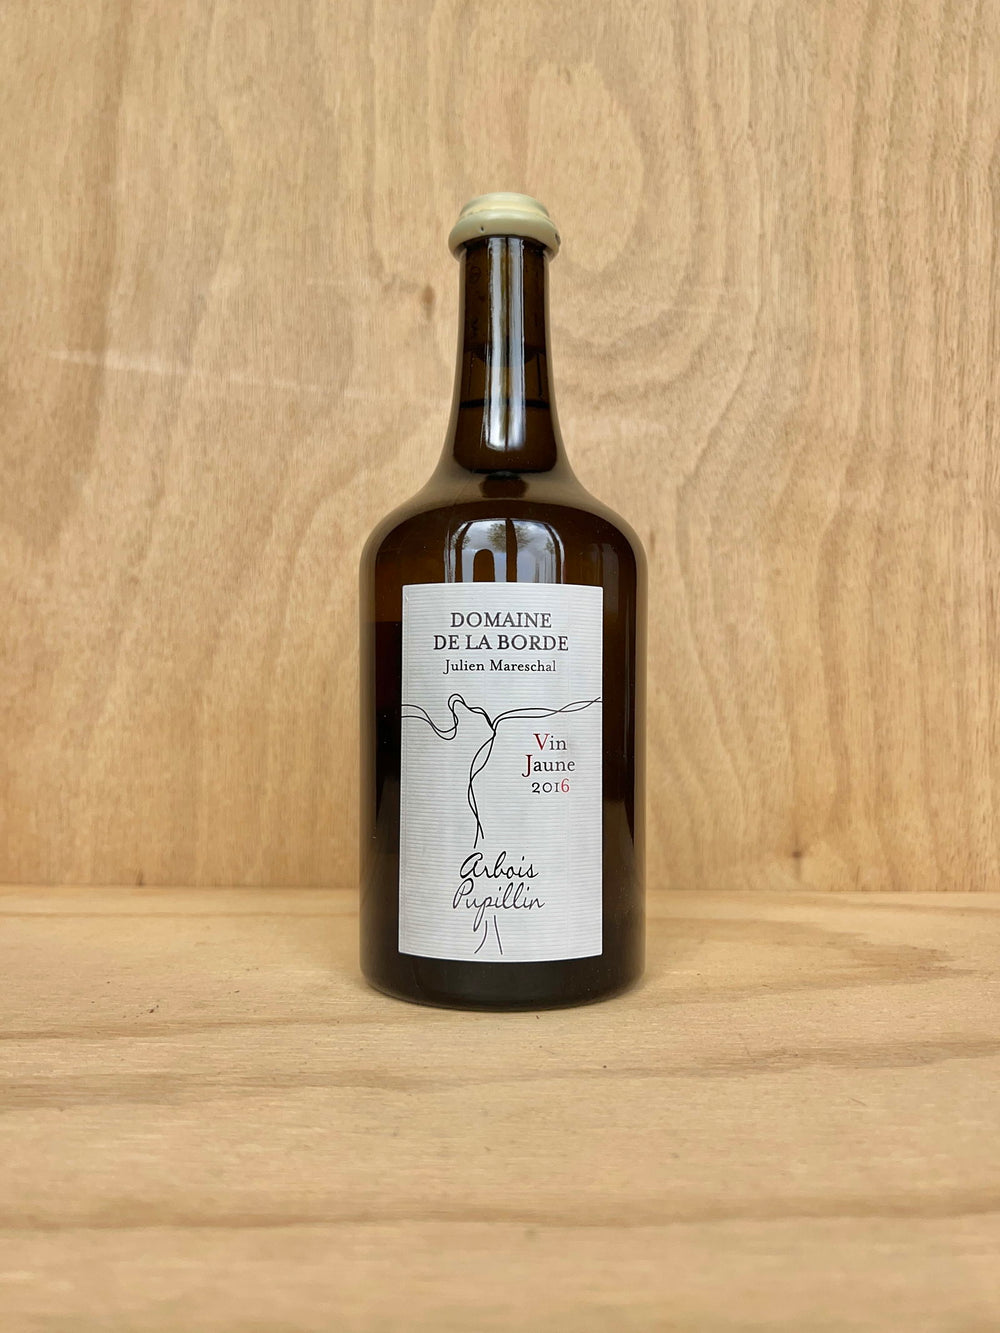 DOMAINE
DE LA BORDE
Julien Mareschal
Vin
Jaune
2016
Arbois
Pupillin